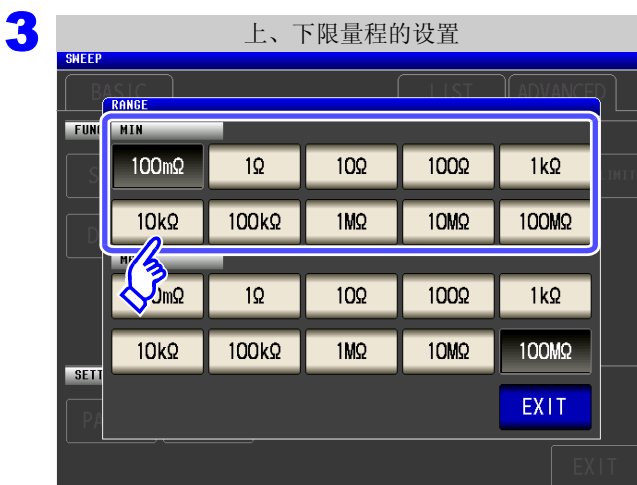 3
上、下限量程的设置
SWEEP
BASIC LIST ADVANCED
RANGE
FUN
MIN
100mΩ 1Ω 10Ω 100Ω 1kΩ
S LIMIT
10kΩ 100kΩ 1MΩ 10MΩ 100MΩ
D
0mΩ 1Ω 10Ω 100Ω 1kΩ
10kΩ 100kΩ 1MΩ 10MΩ 100MΩ
SETT
EXIT
PA
EXIT